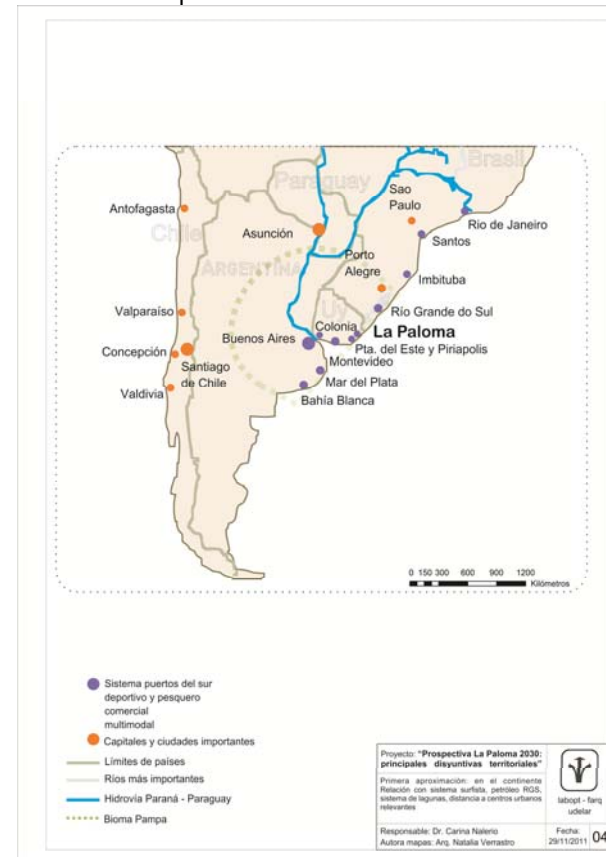 Brasil
Paraguay
Sao
Paulo
Antofagasta
Chile
Asunción
Rio de Janeiro
Santos
Porto
Alegre
ARGENTINA
Imbituba
Valparaíso
Uy
Río Grande do Sul
Colonia
La Paloma
Buenos Aires
Concepción
Pta. del Este y Piriapolis
Santiago
de Chile
Montevideo
Mar del Plata
Valdivia
Bahía Blanca
0 150 300 600 900 1200
Kilómetros
Sistema puertos del sur
deportivo y pesquero
comercial
multimodal
Capitales y ciudades importantes
Límites de países
Ríos más importantes
Hidrovía Paraná - Paraguay
Bioma Pampa
Proyecto: "Prospectiva La Paloma 2030:
principales disyuntivas territoriales"
Primera aproximación: en el continente
Relación con sistema surfista, petróleo RGS,
sistema de lagunas, distancia a centros urbanos
relevantes
labopt - farq
udelar
Responsable: Dr. Carina Nalerio
Autora mapas: Arq. Natalia Verrastro
Fecha:
29/11/2011
04